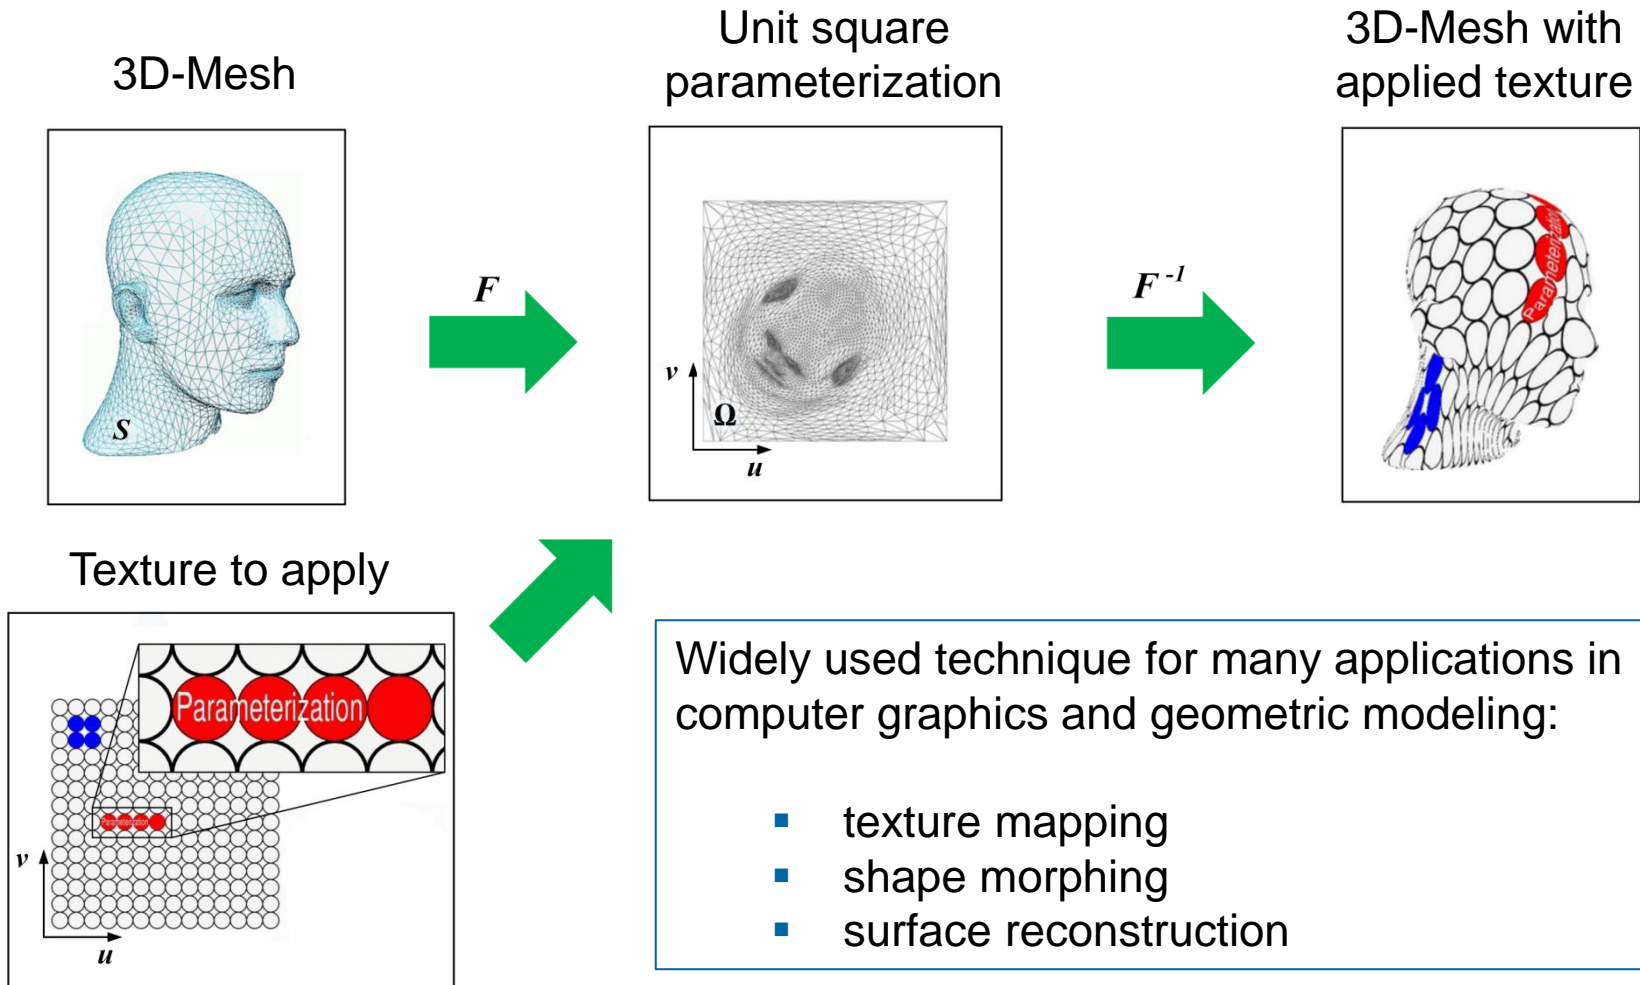 3D-Mesh
Unit square
parameterization
3D-Mesh with
applied texture
S
F
v
Ω
u
F -1
Parameterization
Texture to apply
Parameterization
Parameterization
v
u
Widely used technique for many applications in
computer graphics and geometric modeling:
▪ texture mapping
▪ shape morphing
▪ surface reconstruction